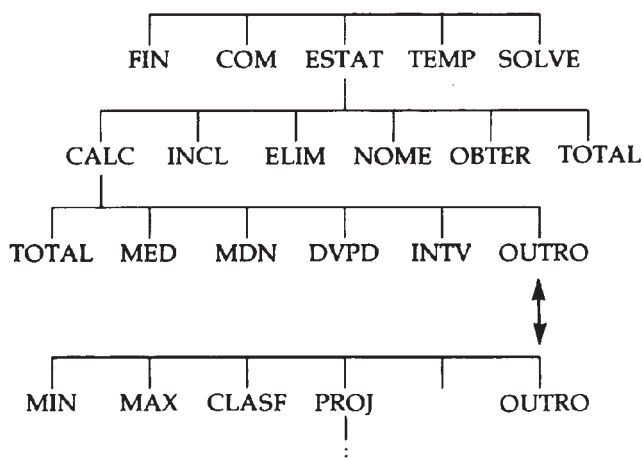 FIN COM ESTAT TEMP SOLVE
CALC INCL ELIM NOME OBTER TOTAL
TOTAL MED MDN DVPD INTV OUTRO
MIN MAX CLASF PROJ OUTRO